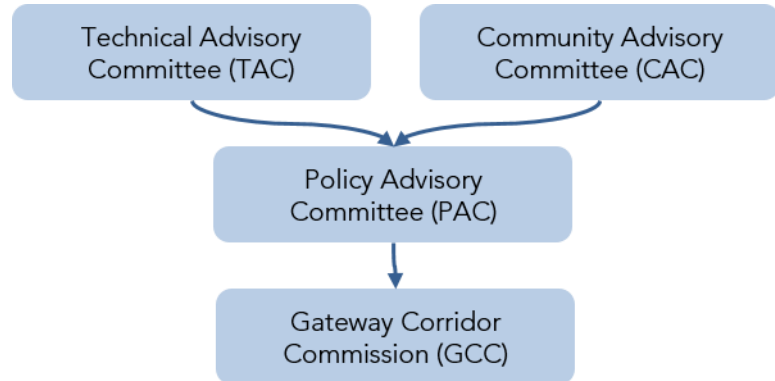 Technical Advisory
Committee (TAC)
Community Advisory
Committee (CAC)
Policy Advisory
Committee (PAC)
Gateway Corridor
Commission (GCC)